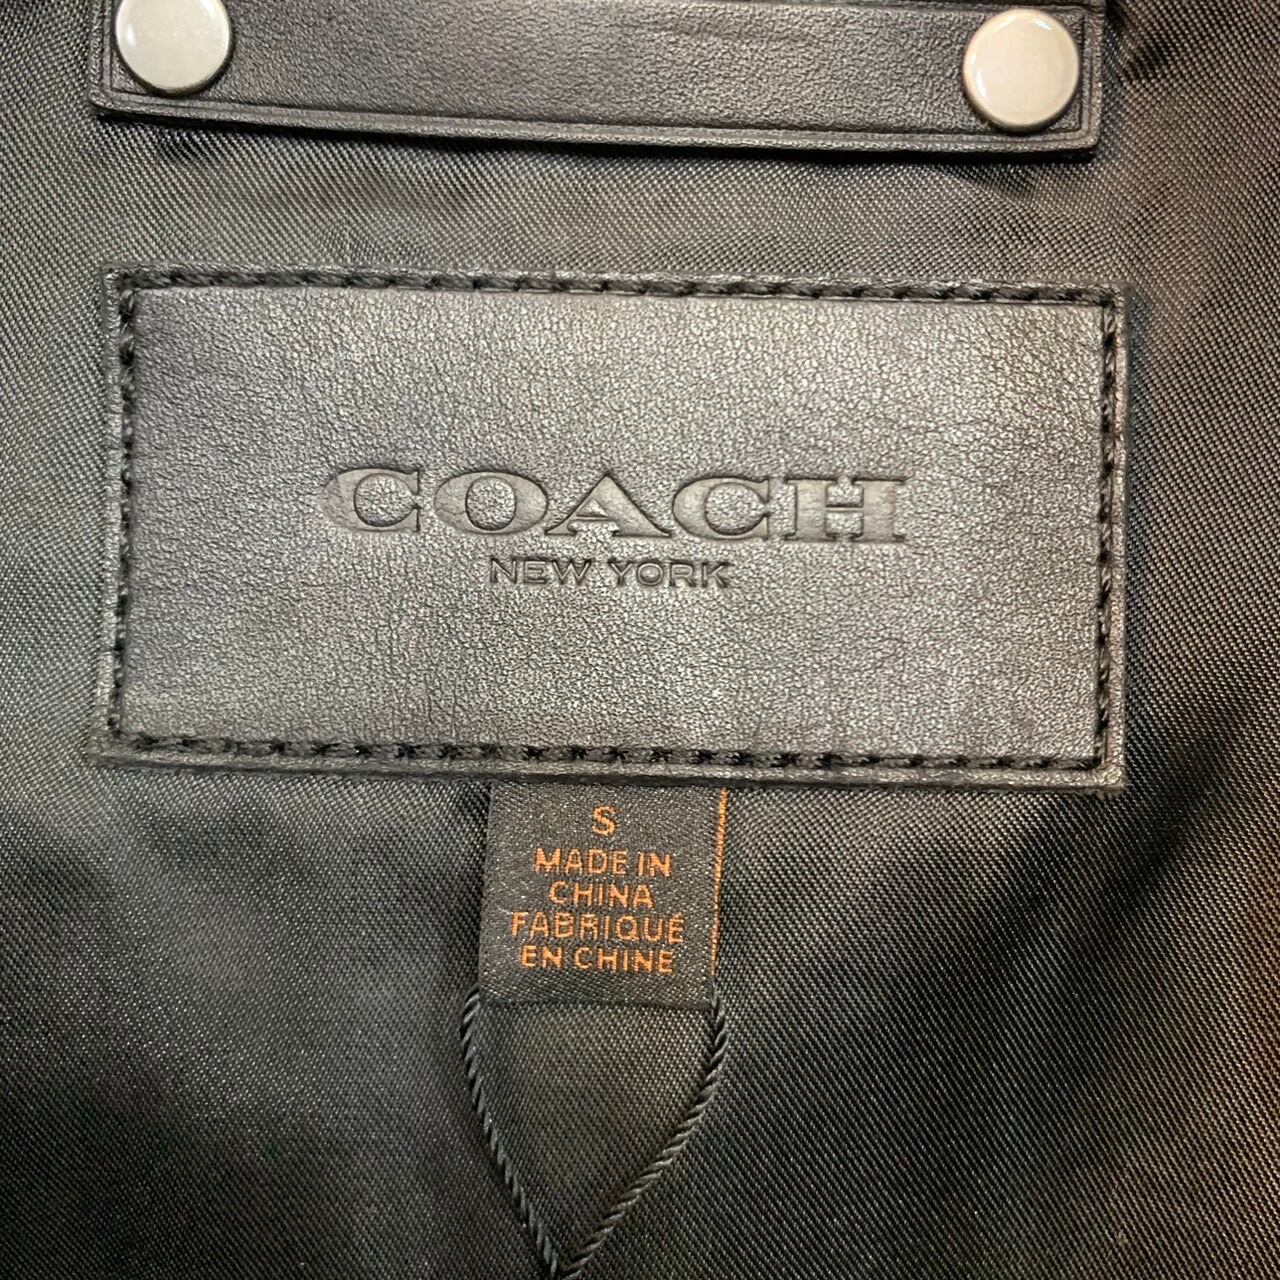 COACH
NEW YORK
S
MADE IN
CHINA
FABRIQUÉ
EN CHINE